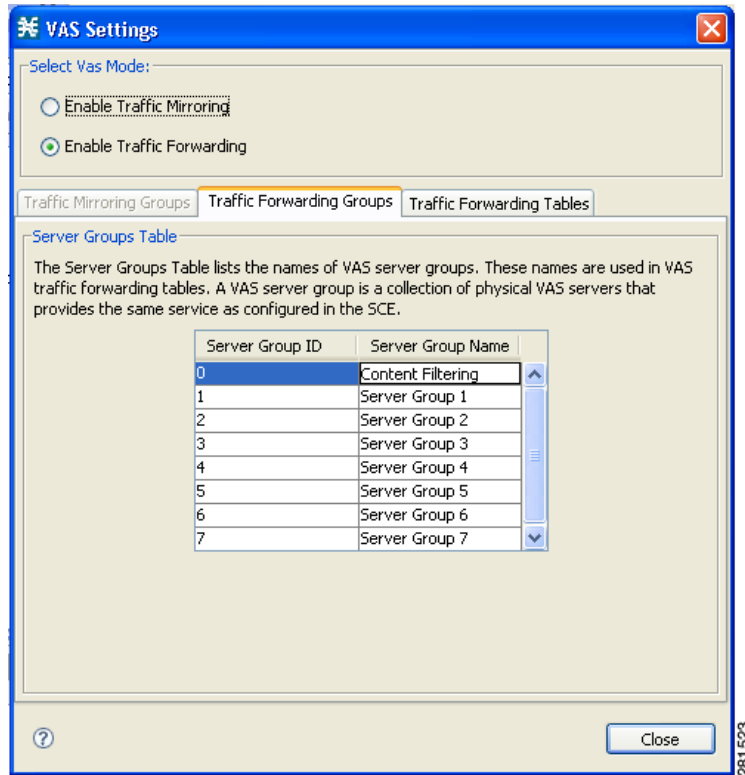 VAS Settings
Select Vas Mode:
Enable Traffic Mirroring
Enable Traffic Forwarding
Traffic Mirroring Groups Traffic Forwarding Groups Traffic Forwarding Tables
Server Groups Table
The Server Groups Table lists the names of VAS server groups. These names are used in VAS
traffic forwarding tables. A VAS server group is a collection of physical VAS servers that
provides the same service as configured in the SCE.
Server Group ID Server Group Name
0 Content Filtering
1 Server Group 1
2 Server Group 2
3 Server Group 3
4 Server Group 4
5 Server Group 5
6 Server Group 6
7 Server Group 7
? Close
281523